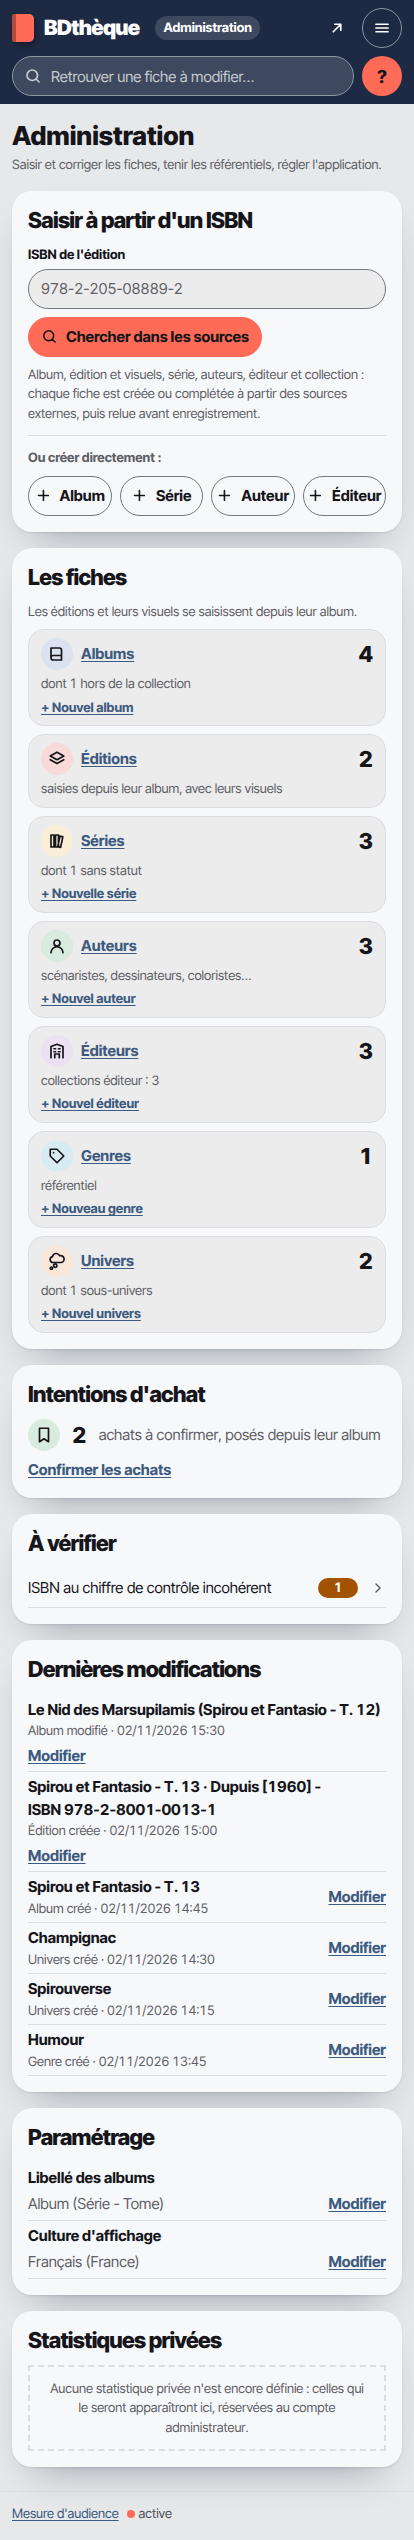 BDthèque Administration
Retrouver une fiche à modifier... ?
Administration
Saisir et corriger les fiches, tenir les référentiels, régler l'application.
Saisir à partir d'un ISBN
ISBN de l'édition
978-2-205-08889-2
Chercher dans les sources
Album, édition et visuels, série, auteurs, éditeur et collection :
chaque fiche est créée ou complétée à partir des sources
externes, puis relue avant enregistrement.
Ou créer directement :
+ Album + Série + Auteur + Éditeur
Les fiches
Les éditions et leurs visuels se saisissent depuis leur album.
Albums 4
dont 1 hors de la collection
+ Nouvel album
Éditions 2
saisies depuis leur album, avec leurs visuels
Séries 3
dont 1 sans statut
+ Nouvelle série
Auteurs 3
scénaristes, dessinateurs, coloristes...
+ Nouvel auteur
Éditeurs 3
collections éditeur : 3
+ Nouvel éditeur
Genres 1
référentiel
+ Nouveau genre
Univers 2
dont 1 sous-univers
+ Nouvel univers
Intentions d'achat
2 achats à confirmer, posés depuis leur album
Confirmer les achats
À vérifier
ISBN au chiffre de contrôle incohérent 1
Dernières modifications
Le Nid des Marsupilamis (Spirou et Fantasio - T. 12)
Album modifié · 02/11/2026 15:30
Modifier
Spirou et Fantasio - T. 13 · Dupuis [1960] -
ISBN 978-2-8001-0013-1
Édition créée · 02/11/2026 15:00
Modifier
Spirou et Fantasio - T. 13
Album créé · 02/11/2026 14:45
Modifier
Champignac
Univers créé · 02/11/2026 14:30
Modifier
Spirouverse
Univers créé · 02/11/2026 14:15
Modifier
Humour
Genre créé · 02/11/2026 13:45
Modifier
Paramétrage
Libellé des albums
Album (Série - Tome) Modifier
Culture d'affichage
Français (France) Modifier
Statistiques privées
Aucune statistique privée n'est encore définie : celles qui
le seront apparaîtront ici, réservées au compte
administrateur.
Mesure d'audience active